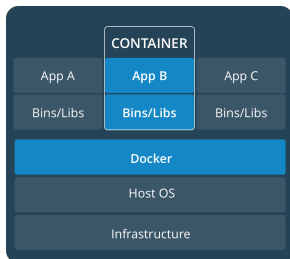 CONTAINER
App A App B App C
Bins/Libs Bins/Libs Bins/Libs
Docker
Host OS
Infrastructure